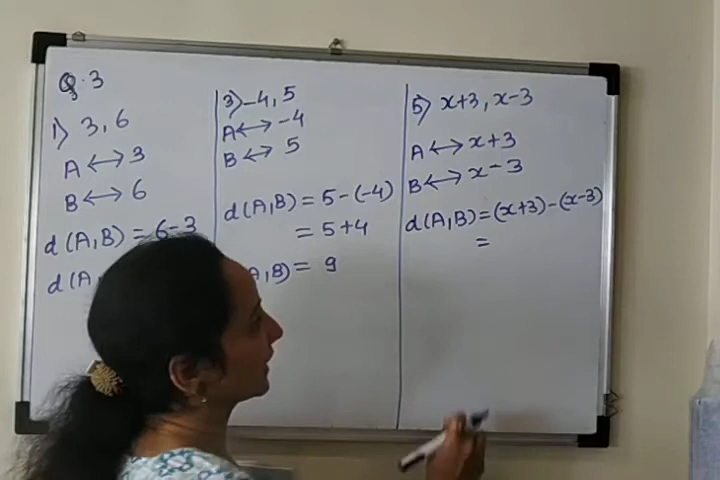 Q.3
1) 3, 6
A ↔ 3
B ↔ 6
d(A,B) = 6-3
d(A,
3) -4, 5
A ↔ -4
B ↔ 5
d(A,B) = 5-(-4)
= 5+4
A,B) = 9
5) x+3, x-3
A ↔ x+3
B ↔ x-3
d(A,B) = (x+3)-(x-3)
=